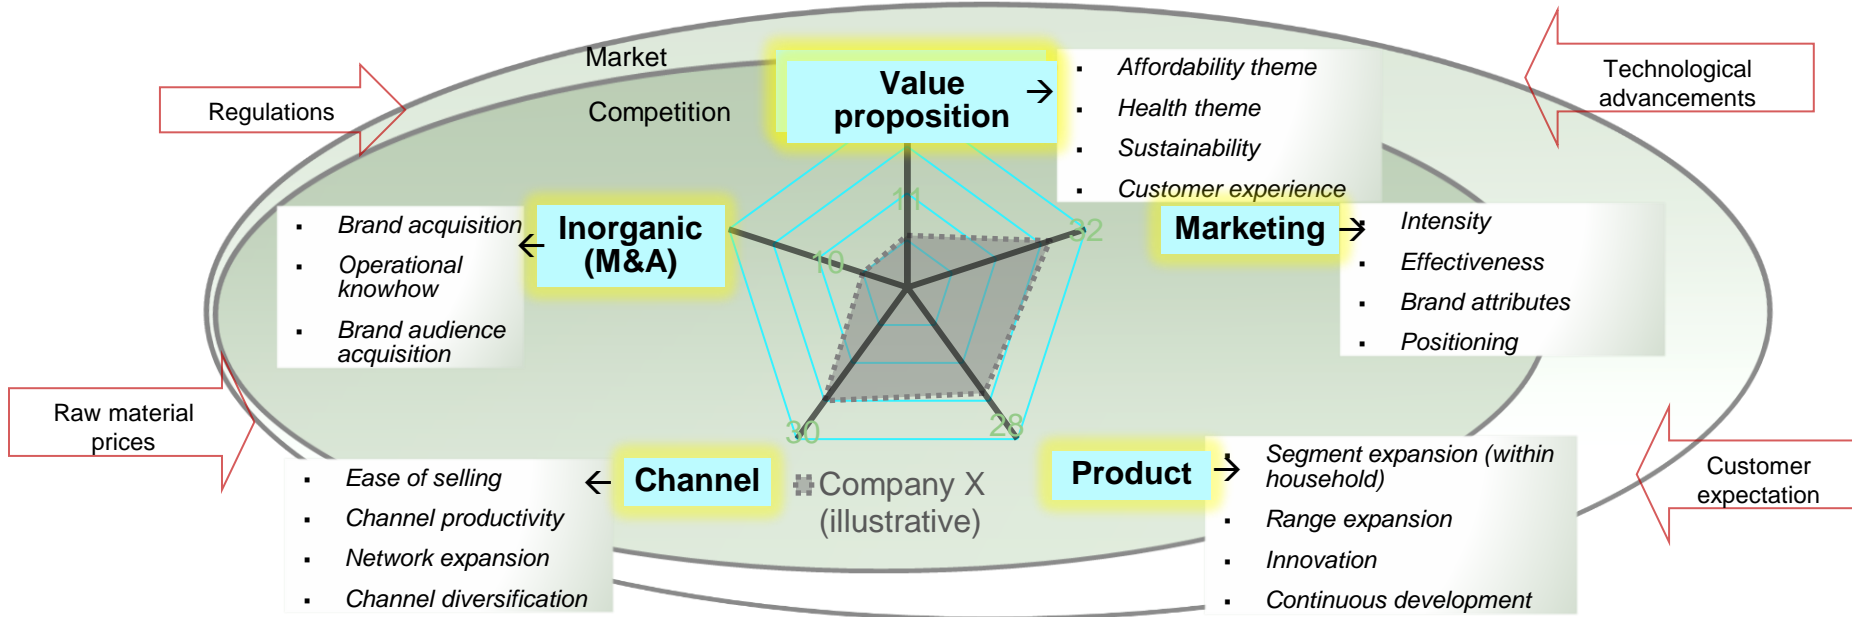 Market
Competition
Regulations
Technological
advancements
Value
proposition
→
▪ Affordability theme
▪ Health theme
▪ Sustainability
▪ Customer experience
Inorganic
(M&A)
←
▪ Brand acquisition
▪ Operational
knowhow
▪ Brand audience
acquisition
11
32
10
30
28
Marketing
→
▪ Intensity
▪ Effectiveness
▪ Brand attributes
▪ Positioning
Raw material
prices
Channel
←
▪ Ease of selling
▪ Channel productivity
▪ Network expansion
▪ Channel diversification
Company X
(illustrative)
Product
→
▪ Segment expansion (within
household)
▪ Range expansion
▪ Innovation
▪ Continuous development
Customer
expectation